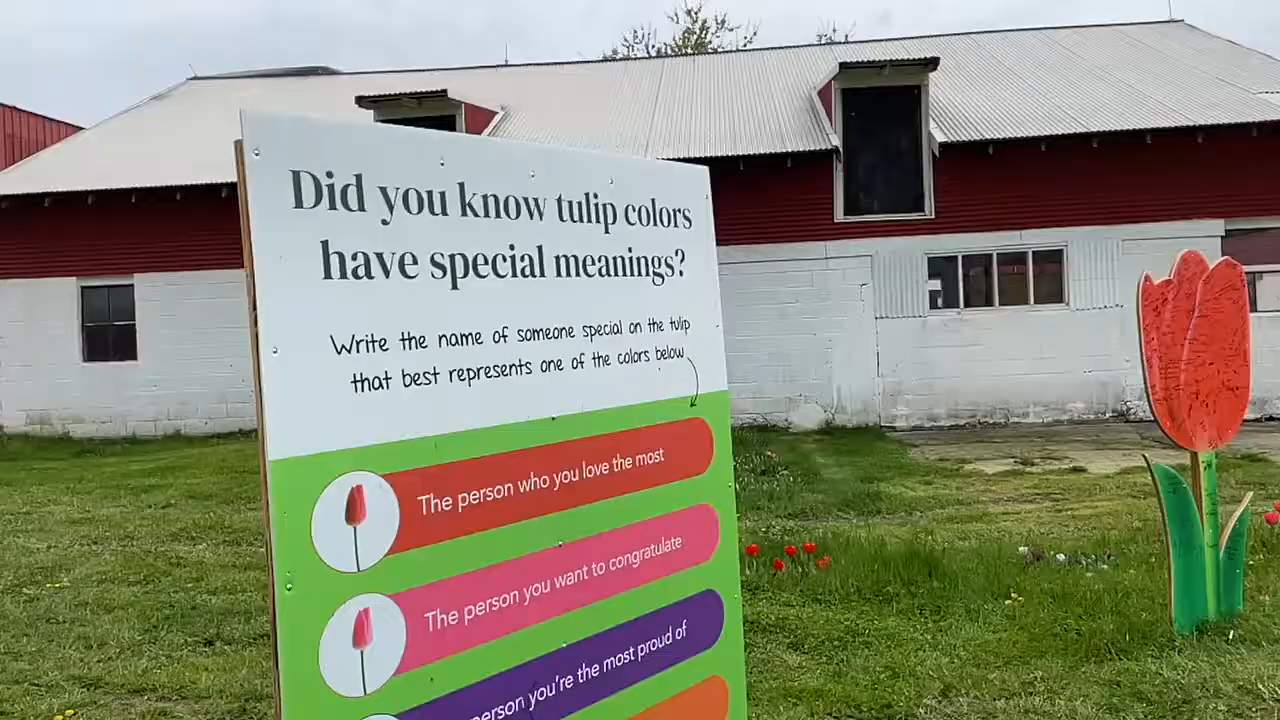 Did you know tulip colors
have special meanings?
Write the name of someone special on the tulip
that best represents one of the colors below
The person who you love the most
The person you want to congratulate
person you're the most proud of